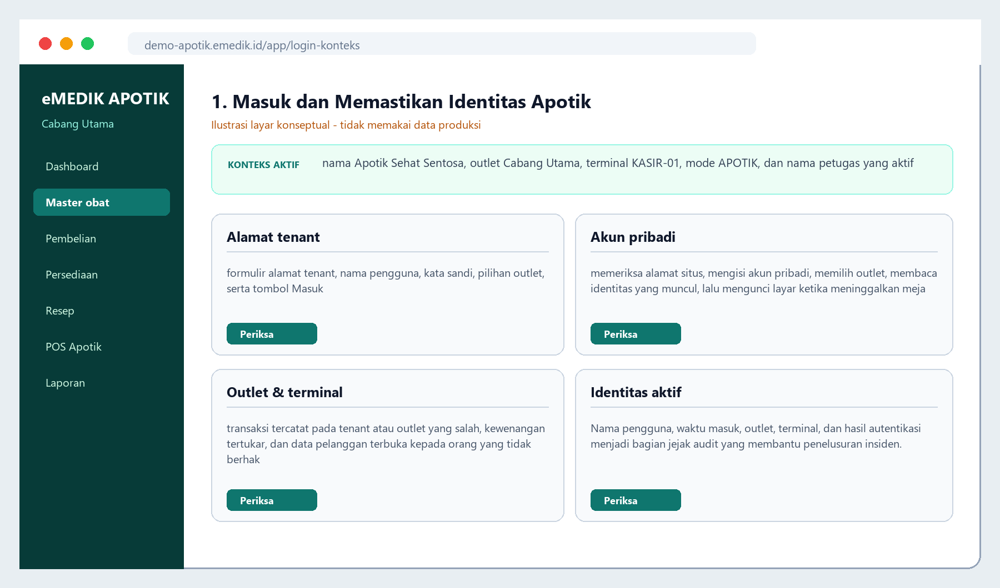 demo-apotik.emedik.id/app/login-konteks
eMEDIK APOTIK
Cabang Utama
Dashboard
Master obat
Pembelian
Persediaan
Resep
POS Apotik
Laporan
1. Masuk dan Memastikan Identitas Apotik
Ilustrasi layar konseptual - tidak memakai data produksi
KONTEKS AKTIF
nama Apotik Sehat Sentosa, outlet Cabang Utama, terminal KASIR-01, mode APOTIK, dan nama petugas yang aktif
Alamat tenant
formulir alamat tenant, nama pengguna, kata sandi, pilihan outlet,
serta tombol Masuk
Periksa
Akun pribadi
memeriksa alamat situs, mengisi akun pribadi, memilih outlet, membaca
identitas yang muncul, lalu mengunci layar ketika meninggalkan meja
Periksa
Outlet & terminal
transaksi tercatat pada tenant atau outlet yang salah, kewenangan
tertukar, dan data pelanggan terbuka kepada orang yang tidak
berhak
Periksa
Identitas aktif
Nama pengguna, waktu masuk, outlet, terminal, dan hasil autentikasi
menjadi bagian jejak audit yang membantu penelusuran insiden.
Periksa